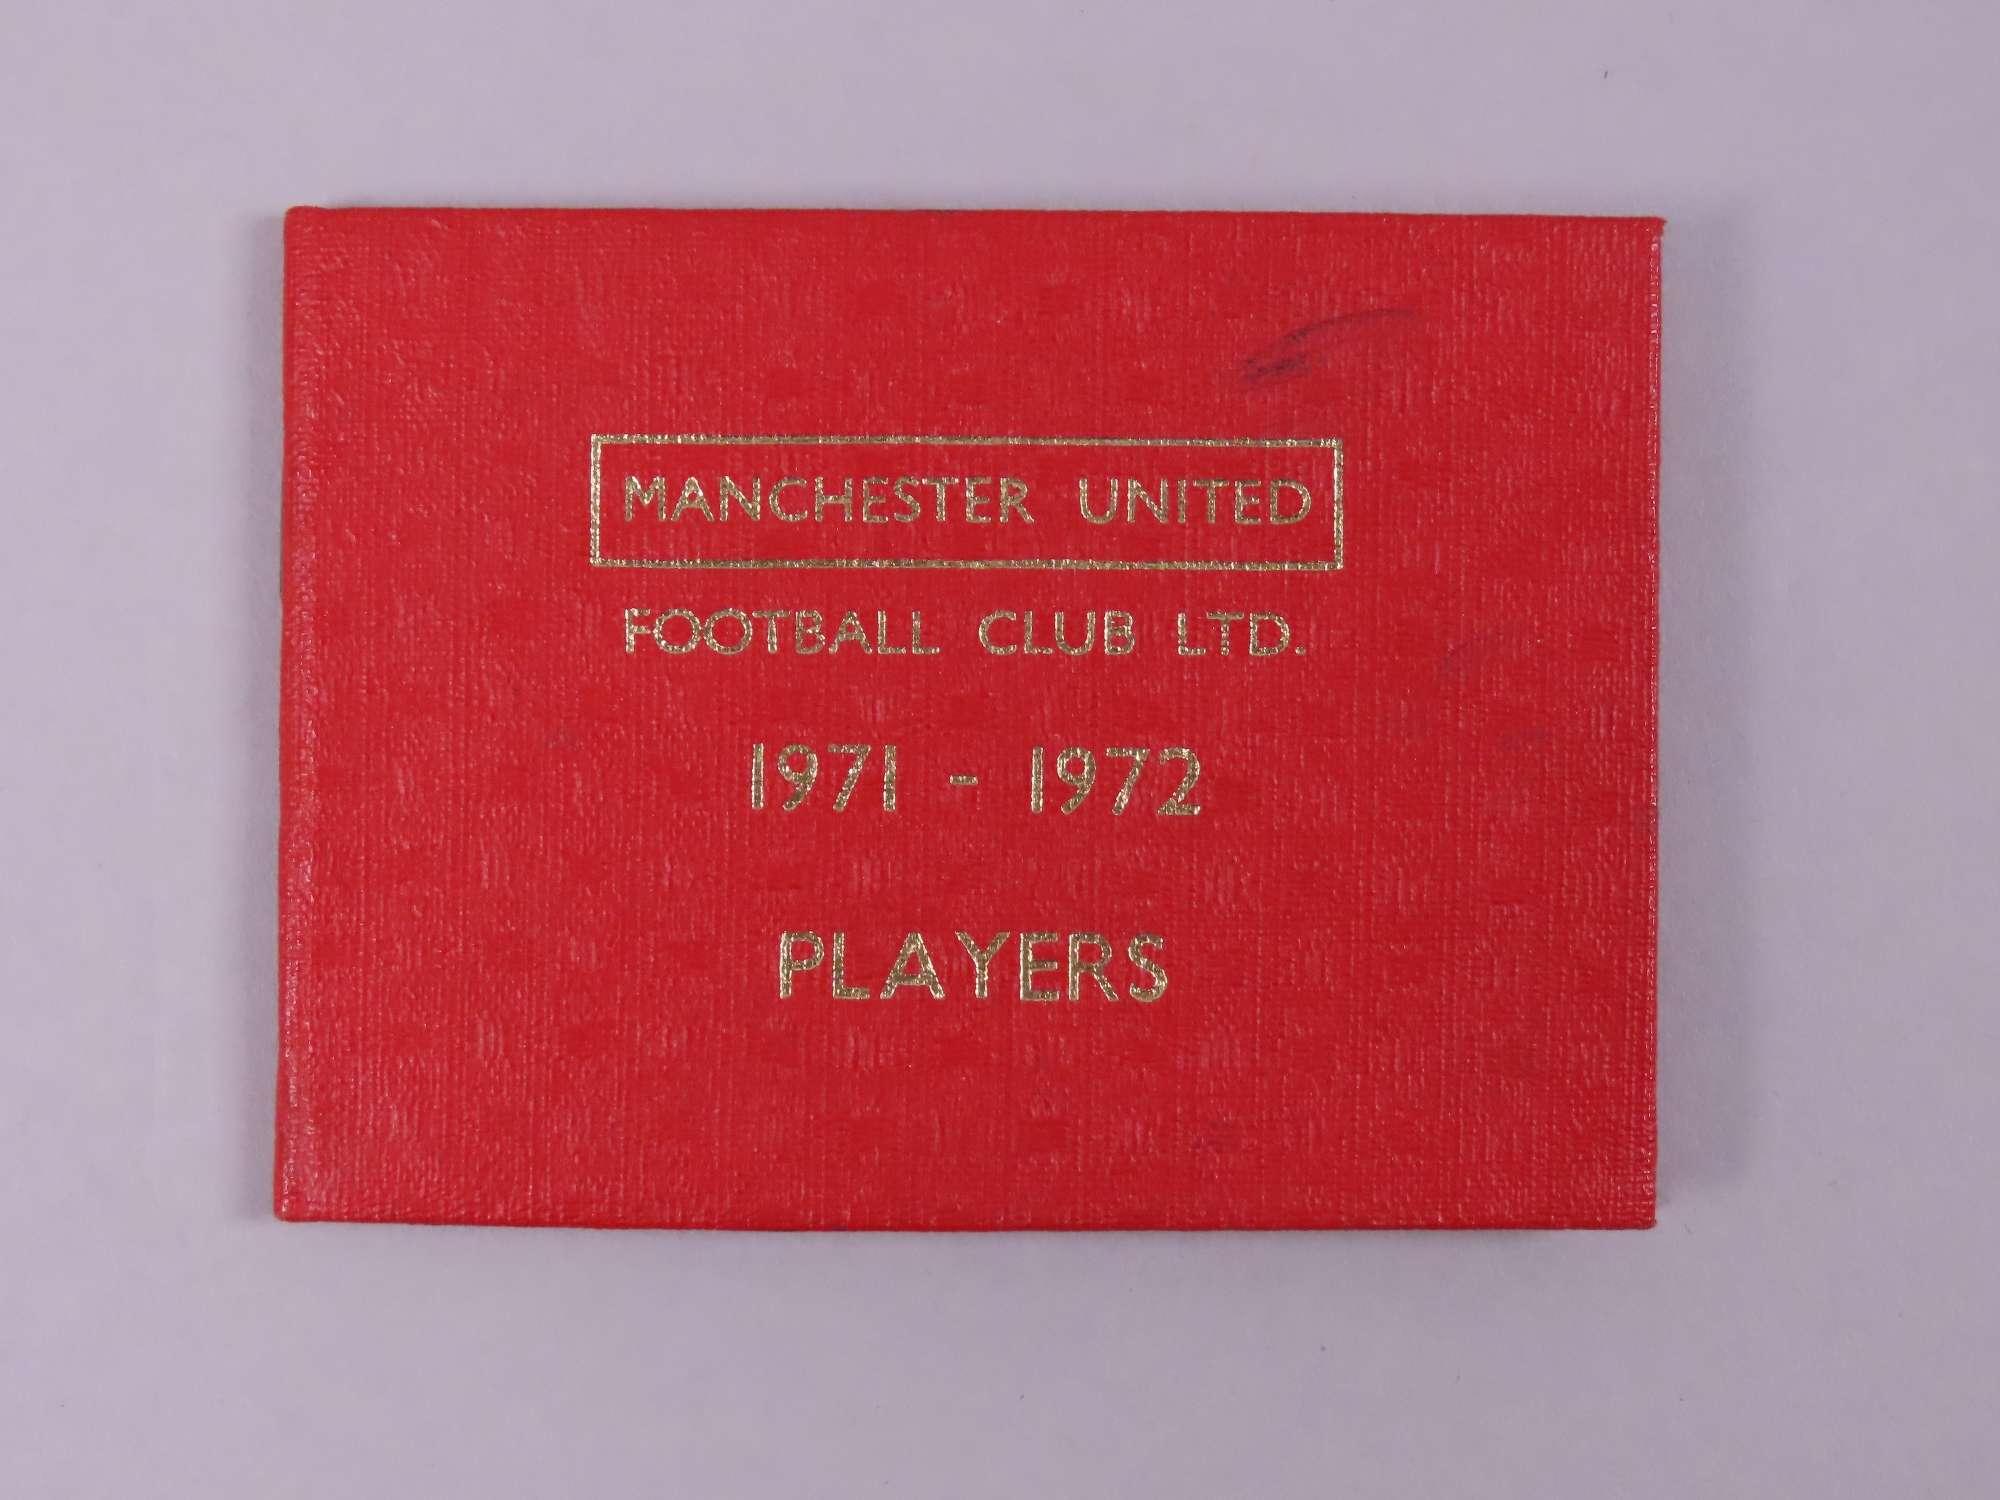 MANCHESTER UNITED
FOOTBALL CLUB LTD.
1971 - 1972
PLAYERS